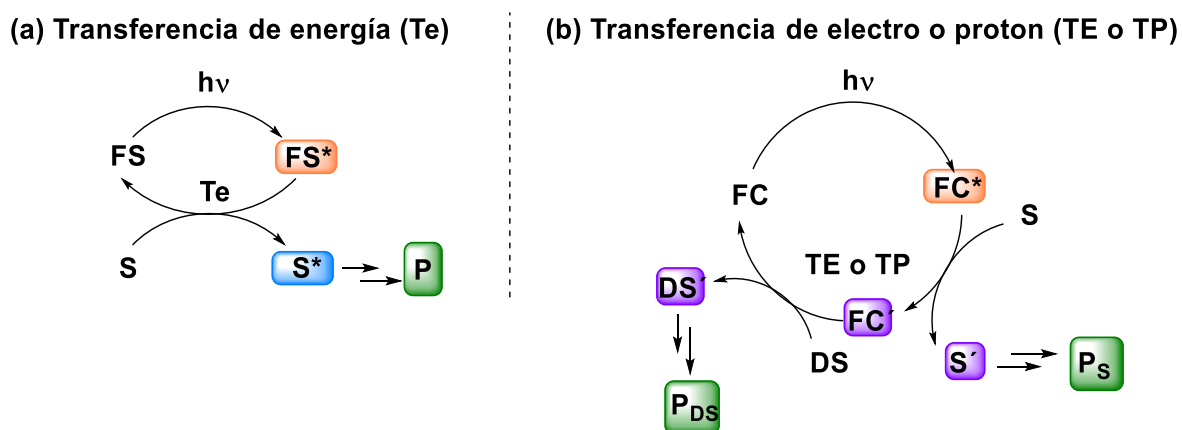 (a) Transferencia de energía (Te)
hν
FS
FS*
Te
S
S*
P
(b) Transferencia de electro o proton (TE o TP)
hν
FC
FC*
S
TE o TP
DS´
FC´
DS
S´
PS
PDS